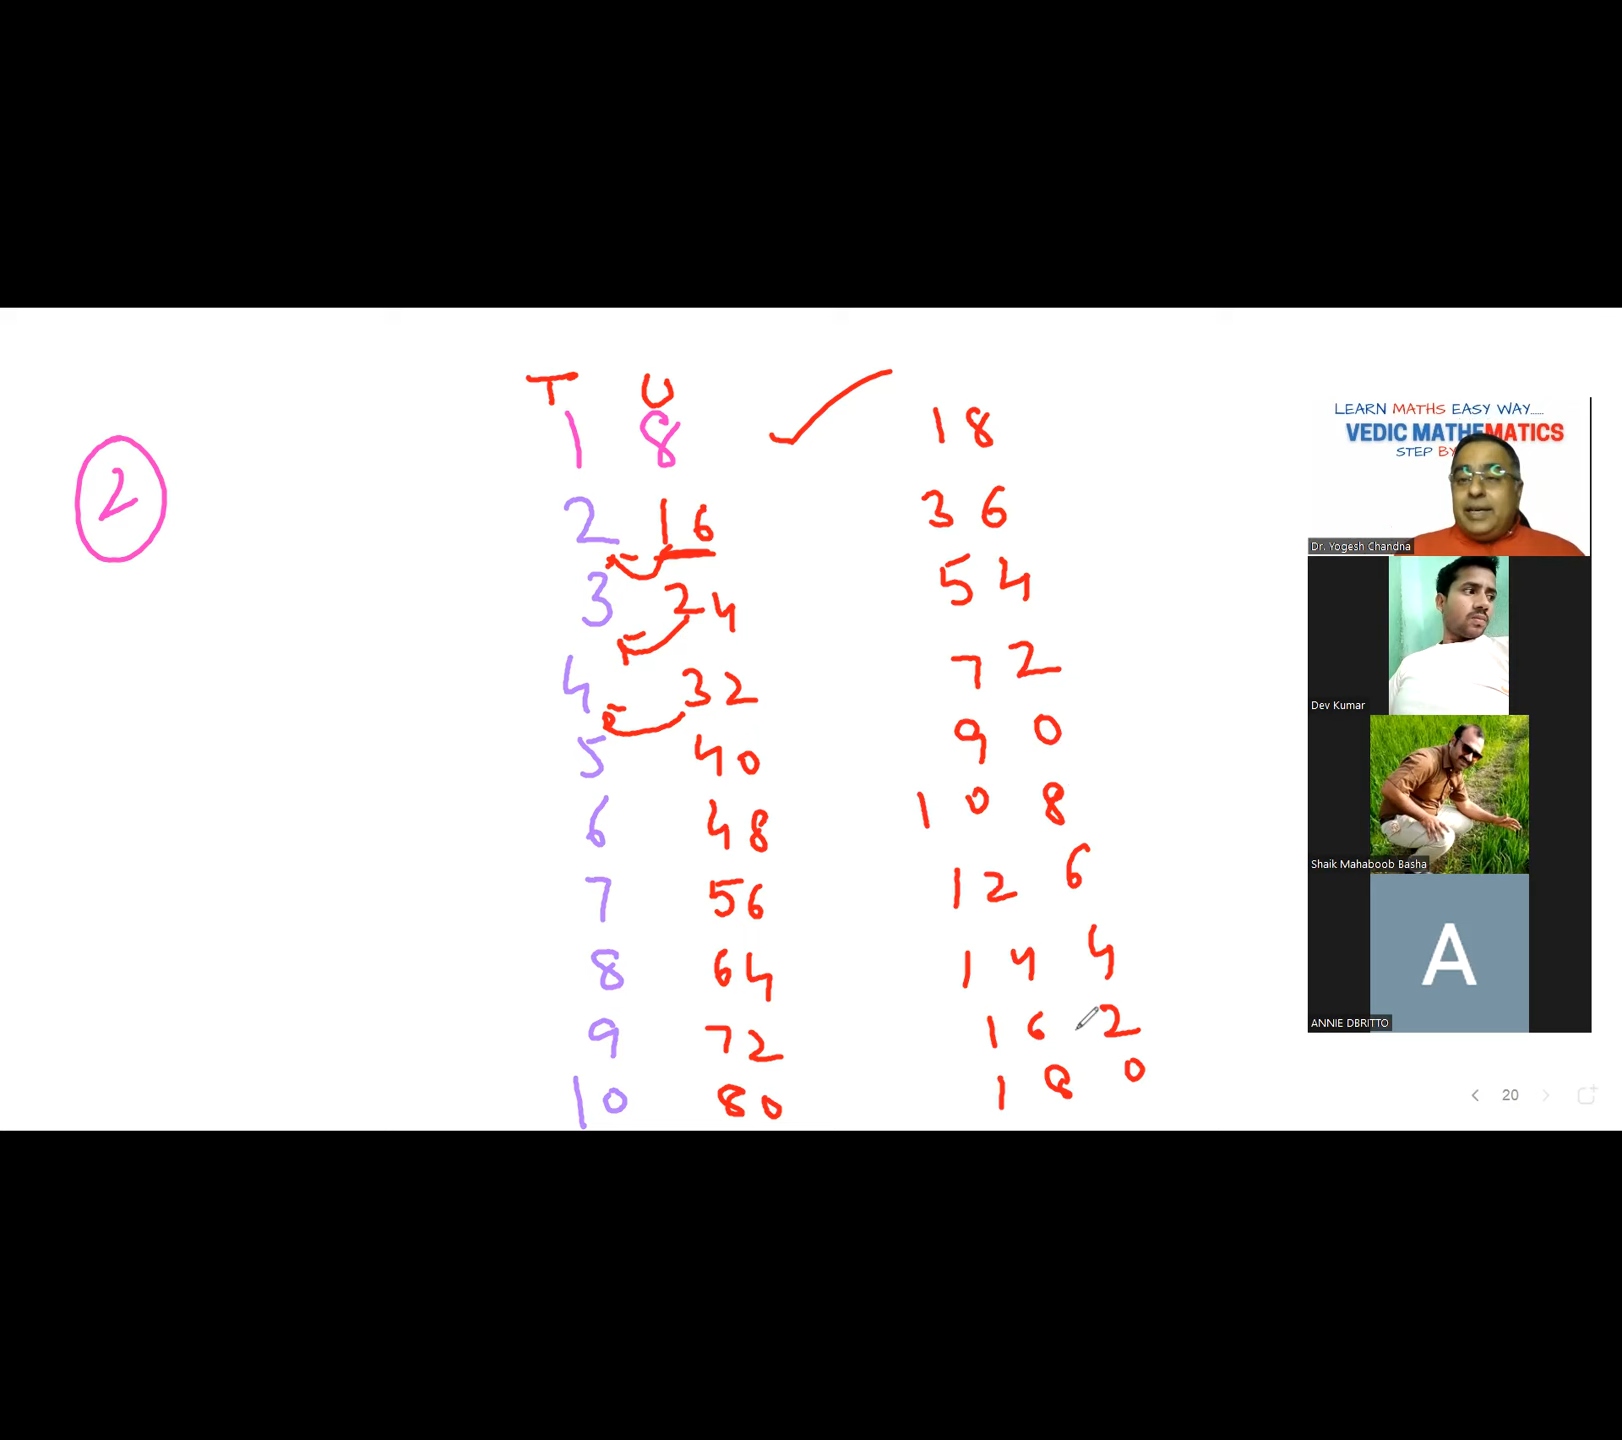 T U
1 8 18
2
2 16 36
3 24 54
4 32 72
5 40 90
6 48 108
7 56 126
8 64 144
9 72 162
10 80 180
LEARN MATHS EASY WAY.....
VEDIC MATHEMATICS
STEP BY
Dr. Yogesh Chandna
Dev Kumar
Shaik Mahaboob Basha
A
ANNIE DBRITTO
< 20 >